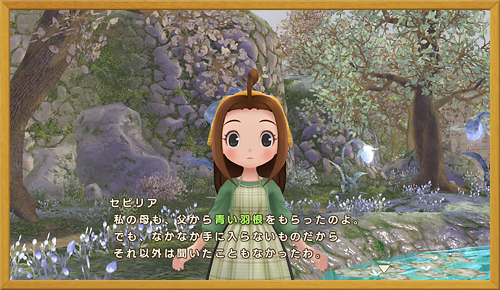 セピリア
私の母も、父から青い羽根をもらったのよ。
でも、なかなか手に入らないものだから
それ以外は聞いたこともなかったわ。